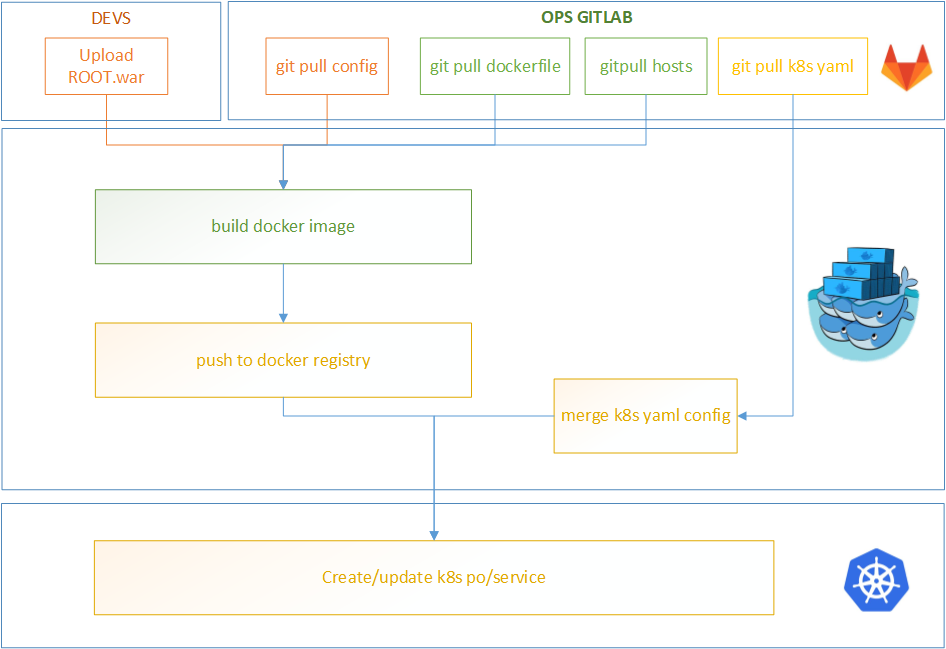 DEVS
OPS GITLAB
Upload
ROOT.war
git pull config
git pull dockerfile
gitpull hosts
git pull k8s yaml
build docker image
push to docker registry
merge k8s yaml config
Create/update k8s po/service